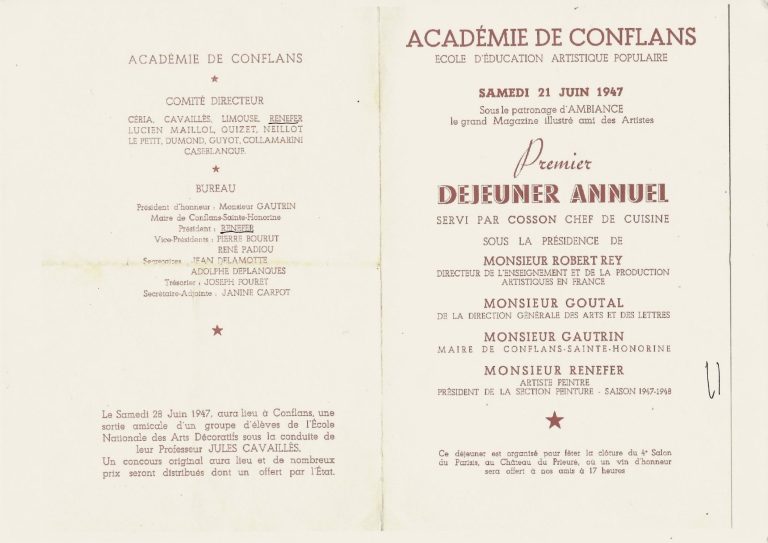 ACADÉMIE DE CONFLANS
COMITÉ DIRECTEUR
CÉRIA, CAVAILLÈS, LIMOUSE, RENEFER
LUCIEN MAILLOL, QUIZET, NEILLOT
LE PETIT, DUMOND, GUYOT, COLLAMARINI
CASEBLANQUE.
BUREAU
Président d'honneur : Monsieur GAUTRIN
Maire de Conflans-Sainte-Honorine
Président : RENEFER
Vice-Présidents : PIERRE BOURUT
RENÉ PADIOU
Secrétaires : JEAN DELAMOTTE
ADOLPHE DEPLANQUES
Trésorier : JOSEPH POURET
Secrétaire-Adjointe : JANINE CARPOT
Le Samedi 28 Juin 1947, aura lieu à Conflans, une
sortie amicale d'un groupe d'élèves de l'École
Nationale des Arts Décoratifs sous la conduite de
leur Professeur JULES CAVAILLÈS.
Un concours original aura lieu et de nombreux
prix seront distribués dont un offert par l'État.
ACADÉMIE DE CONFLANS
ECOLE D'ÉDUCATION ARTISTIQUE POPULAIRE
SAMEDI 21 JUIN 1947
Sous le patronage d'AMBIANCE
le grand Magazine illustré ami des Artistes
Premier
DEJEUNER ANNUEL
SERVI PAR COSSON CHEF DE CUISINE
SOUS LA PRÉSIDENCE DE
MONSIEUR ROBERT REY
DIRECTEUR DE L'ENSEIGNEMENT ET DE LA PRODUCTION
ARTISTIQUES EN FRANCE
MONSIEUR GOUTAL
DE LA DIRECTION GÉNÉRALE DES ARTS ET DES LETTRES
MONSIEUR GAUTRIN
MAIRE DE CONFLANS-SAINTE-HONORINE
MONSIEUR RENEFER
ARTISTE PEINTRE
PRÉSIDENT DE LA SECTION PEINTURE - SAISON 1947-1948
Ce déjeuner est organisé pour fêter la clôture du 4e Salon
du Parisis, au Château du Prieuré, où un vin d'honneur
sera offert à nos amis à 17 heures